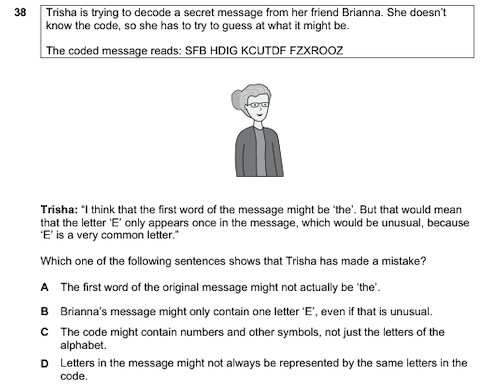 38 Trisha is trying to decode a secret message from her friend Brianna. She doesn't
know the code, so she has to try to guess at what it might be.
The coded message reads: SFB HDIG KCUTDF FZXROOZ
Trisha: "I think that the first word of the message might be 'the'. But that would mean
that the letter 'E' only appears once in the message, which would be unusual, because
'E' is a very common letter."
Which one of the following sentences shows that Trisha has made a mistake?
A The first word of the original message might not actually be 'the'.
B Brianna's message might only contain one letter 'E', even if that is unusual.
C The code might contain numbers and other symbols, not just the letters of the
alphabet.
D Letters in the message might not always be represented by the same letters in the
code.